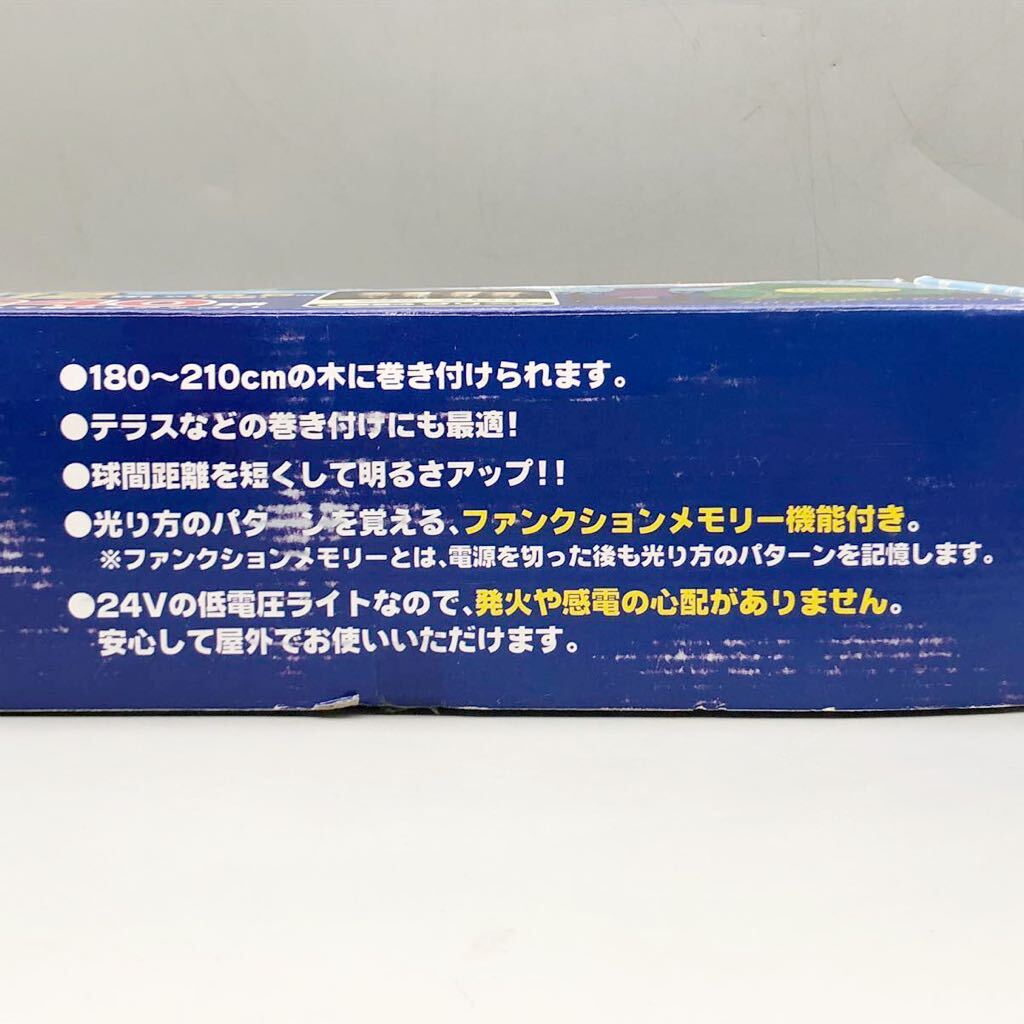 ●180～210cmの木に巻き付けられます。
●テラスなどの巻き付けにも最適！
●球間距離を短くして明るさアップ！！
●光り方のパターンを覚える、ファンクションメモリー機能付き。
※ファンクションメモリーとは、電源を切った後も光り方のパターンを記憶します。
●24Vの低電圧ライトなので、発火や感電の心配がありません。
安心して屋外でお使いいただけます。